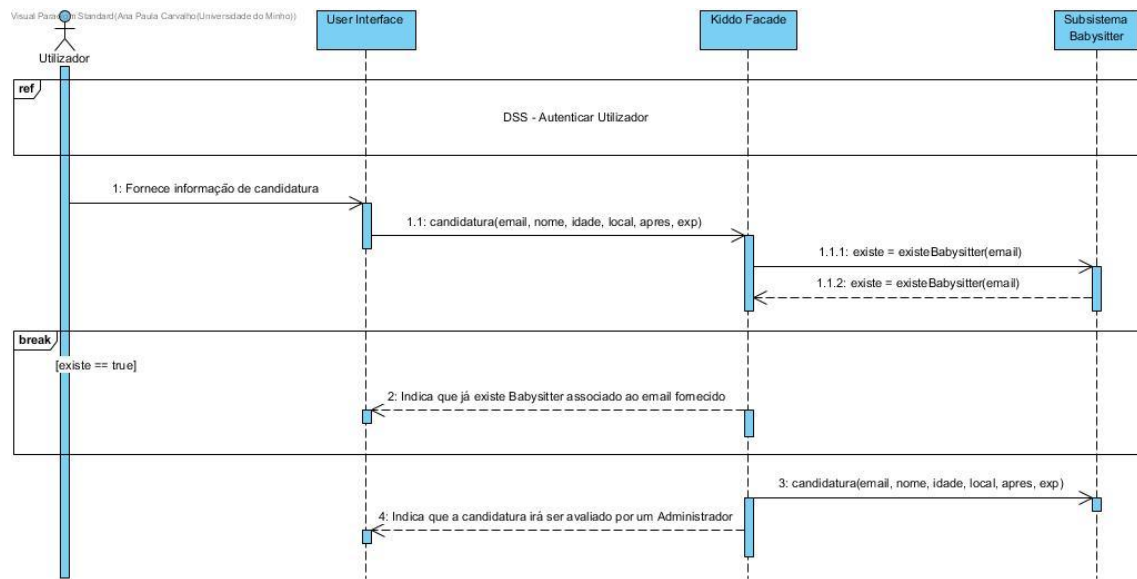 Visual Paradigm Standard(Ana Paula Carvalho(Universidade do Minho))
User Interface
Kiddo Facade
Subsistema
Babysitter
Utilizador
ref
DSS - Autenticar Utilizador
1: Fornece informação de candidatura
1.1: candidatura(email, nome, idade, local, apres, exp)
1.1.1: existe = existeBabysitter(email)
1.1.2: existe = existeBabysitter(email)
break
[existe == true]
2: Indica que já existe Babysitter associado ao email fornecido
3: candidatura(email, nome, idade, local, apres, exp)
4: Indica que a candidatura irá ser avaliado por um Administrador